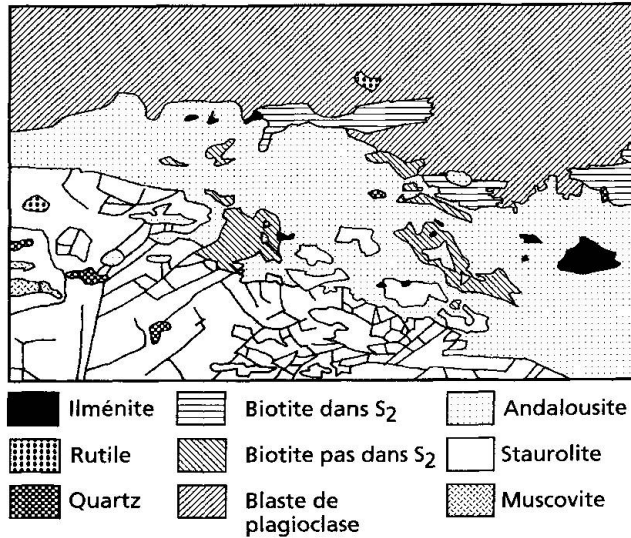 Ilménite
Biotite dans S2
Andalousite
Rutile
Biotite pas dans S2
Staurolite
Quartz
Blaste de
plagioclase
Muscovite